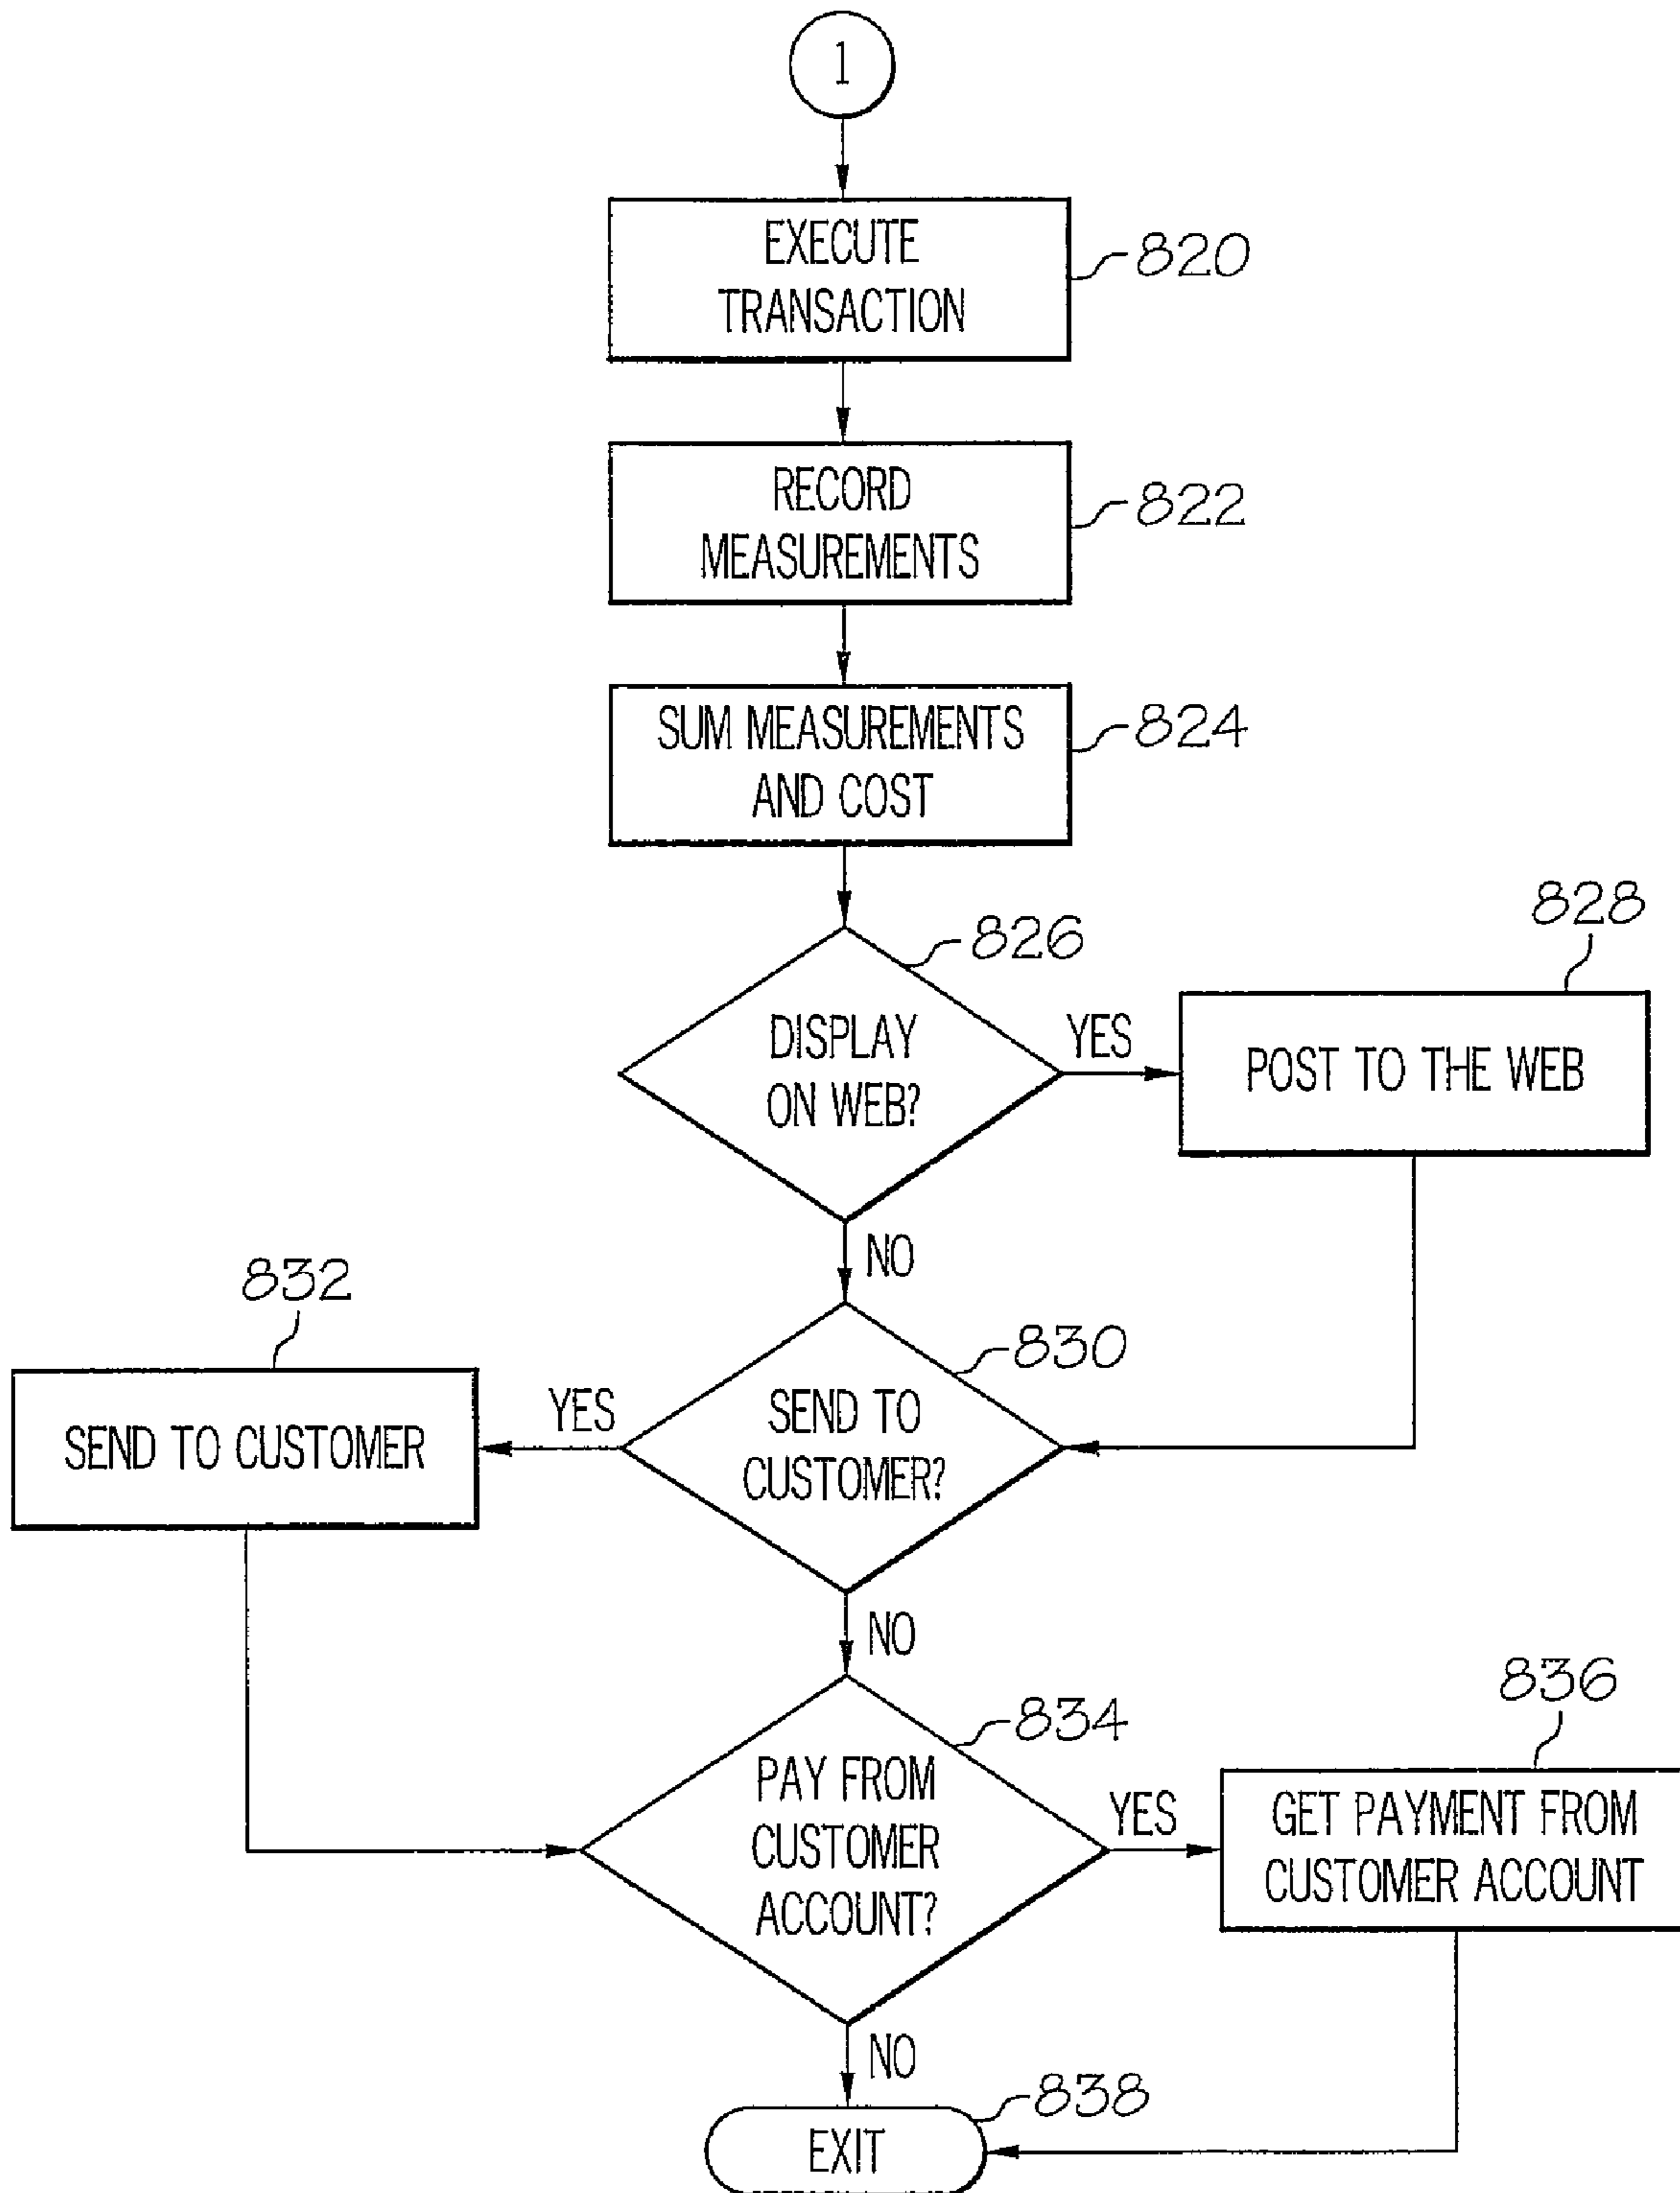 1
EXECUTE
TRANSACTION
820
RECORD
MEASUREMENTS
822
SUM MEASUREMENTS
AND COST
824
826
828
DISPLAY
ON WEB?
YES
POST TO THE WEB
NO
832
830
SEND TO CUSTOMER
YES
SEND TO
CUSTOMER?
NO
834
836
PAY FROM
CUSTOMER
ACCOUNT?
YES
GET PAYMENT FROM
CUSTOMER ACCOUNT
NO
838
EXIT